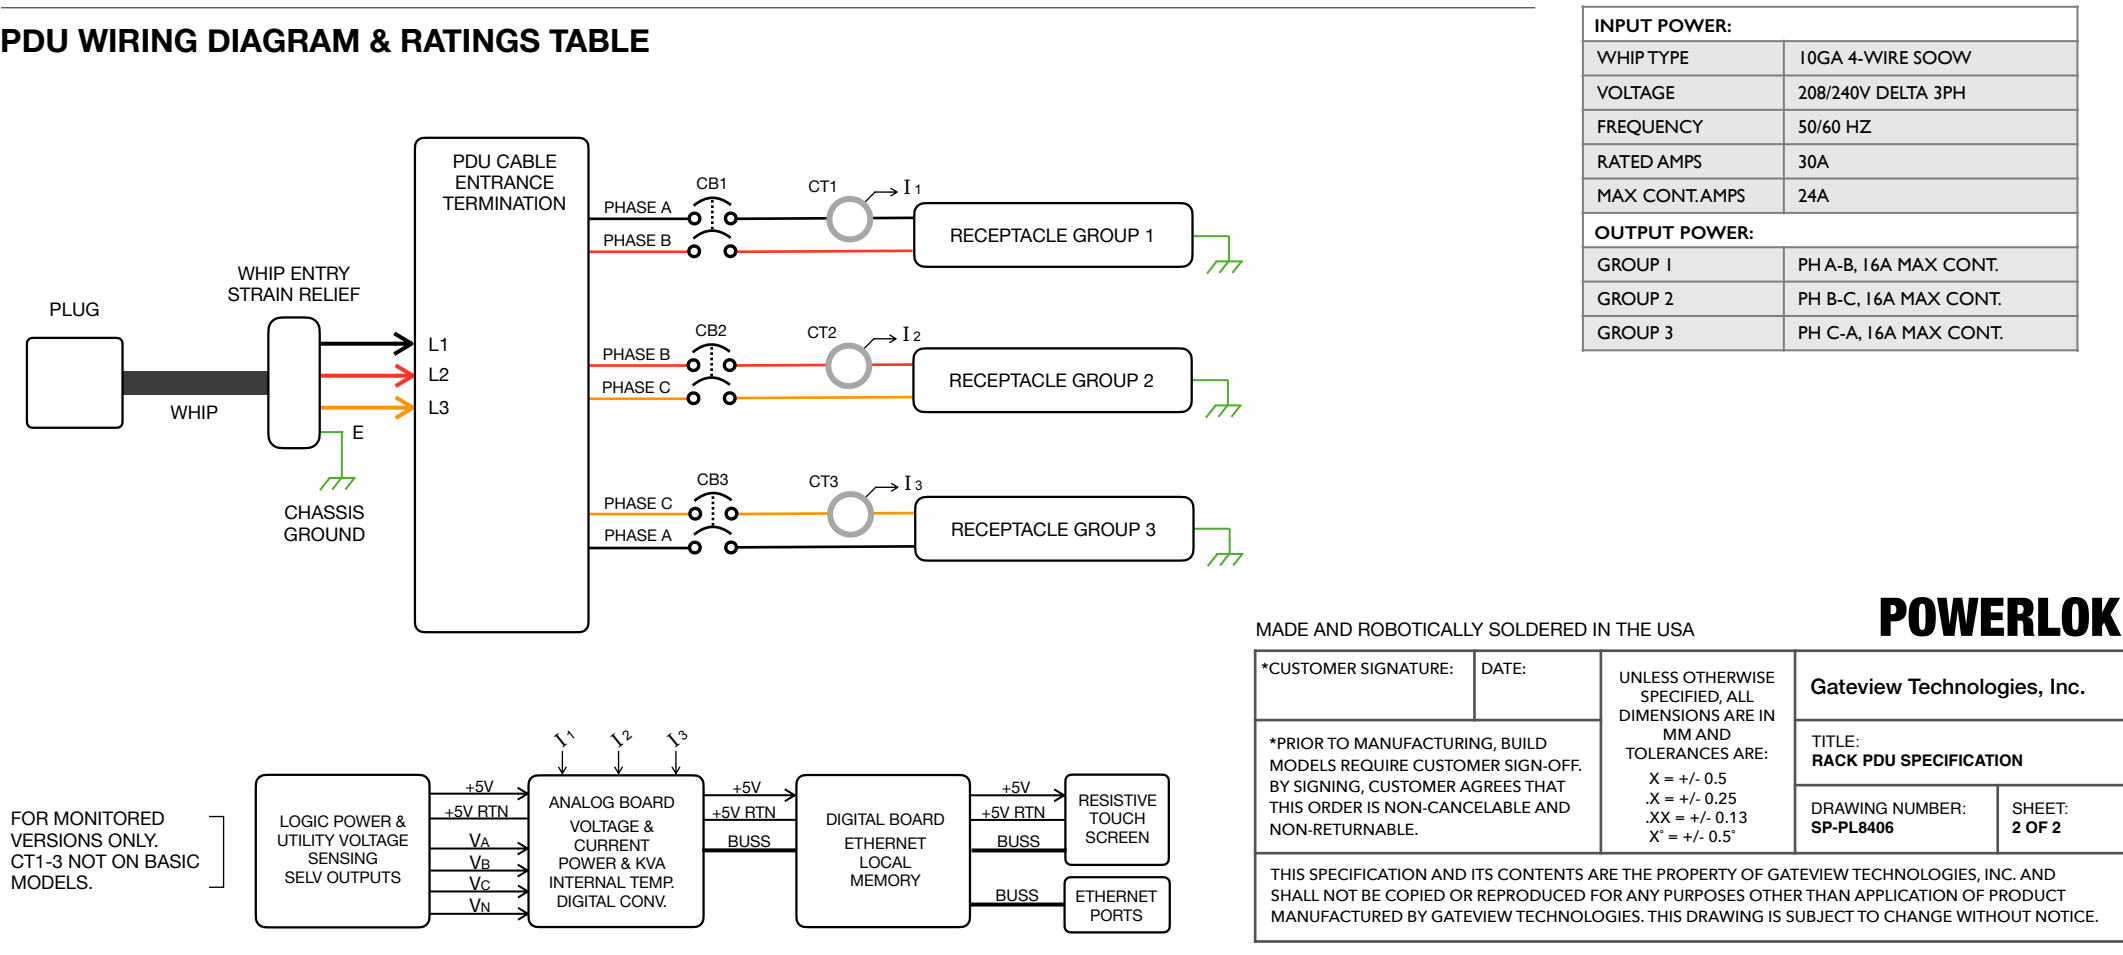 PDU WIRING DIAGRAM & RATINGS TABLE
INPUT POWER:
WHIP TYPE 10GA 4-WIRE SOOW
VOLTAGE 208/240V DELTA 3PH
FREQUENCY 50/60 HZ
RATED AMPS 30A
MAX CONT. AMPS 24A
OUTPUT POWER:
GROUP 1 PH A-B, 16A MAX CONT.
GROUP 2 PH B-C, 16A MAX CONT.
GROUP 3 PH C-A, 16A MAX CONT.
PLUG
WHIP
WHIP ENTRY
STRAIN RELIEF
L1
L2
L3
E
CHASSIS
GROUND
PDU CABLE
ENTRANCE
TERMINATION
PHASE A
CB1
CT1
I 1
PHASE B
RECEPTACLE GROUP 1
PHASE B
CB2
CT2
I 2
PHASE C
RECEPTACLE GROUP 2
PHASE C
CB3
CT3
I 3
PHASE A
RECEPTACLE GROUP 3
FOR MONITORED
VERSIONS ONLY.
CT1-3 NOT ON BASIC
MODELS.
LOGIC POWER &
UTILITY VOLTAGE
SENSING
SELV OUTPUTS
+5V
+5V RTN
VA
VB
VC
VN
I 1
I 2
I 3
ANALOG BOARD
VOLTAGE &
CURRENT
POWER & KVA
INTERNAL TEMP.
DIGITAL CONV.
+5V
+5V RTN
BUSS
DIGITAL BOARD
ETHERNET
LOCAL
MEMORY
+5V
+5V RTN
BUSS
BUSS
RESISTIVE
TOUCH
SCREEN
ETHERNET
PORTS
MADE AND ROBOTICALLY SOLDERED IN THE USA
POWERLOK
*CUSTOMER SIGNATURE:
DATE:
*PRIOR TO MANUFACTURING, BUILD
MODELS REQUIRE CUSTOMER SIGN-OFF.
BY SIGNING, CUSTOMER AGREES THAT
THIS ORDER IS NON-CANCELABLE AND
NON-RETURNABLE.
UNLESS OTHERWISE
SPECIFIED, ALL
DIMENSIONS ARE IN
MM AND
TOLERANCES ARE:
X = +/- 0.5
.X = +/- 0.25
.XX = +/- 0.13
X° = +/- 0.5°
Gateview Technologies, Inc.
TITLE:
RACK PDU SPECIFICATION
DRAWING NUMBER:
SP-PL8406
SHEET:
2 OF 2
THIS SPECIFICATION AND ITS CONTENTS ARE THE PROPERTY OF GATEVIEW TECHNOLOGIES, INC. AND
SHALL NOT BE COPIED OR REPRODUCED FOR ANY PURPOSES OTHER THAN APPLICATION OF PRODUCT
MANUFACTURED BY GATEVIEW TECHNOLOGIES. THIS DRAWING IS SUBJECT TO CHANGE WITHOUT NOTICE.